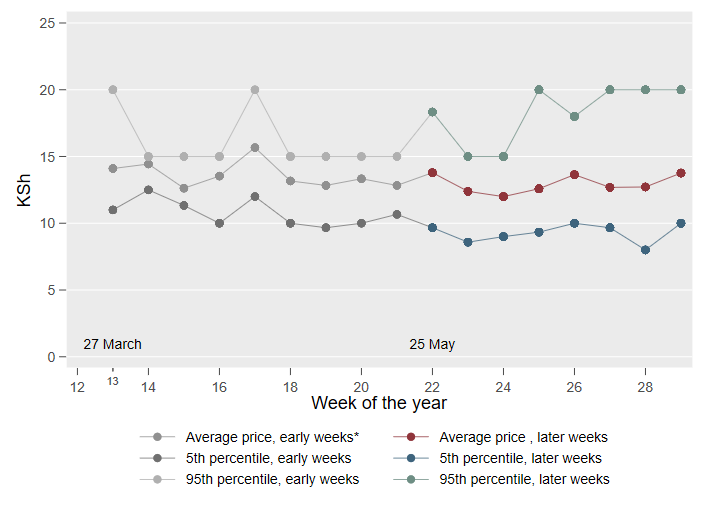 KSh
25
20
15
10
5
0
27 March
25 May
12
13
14
16
18
20
22
24
26
28
Week of the year
Average price, early weeks*
Average price , later weeks
5th percentile, early weeks
5th percentile, later weeks
95th percentile, early weeks
95th percentile, later weeks